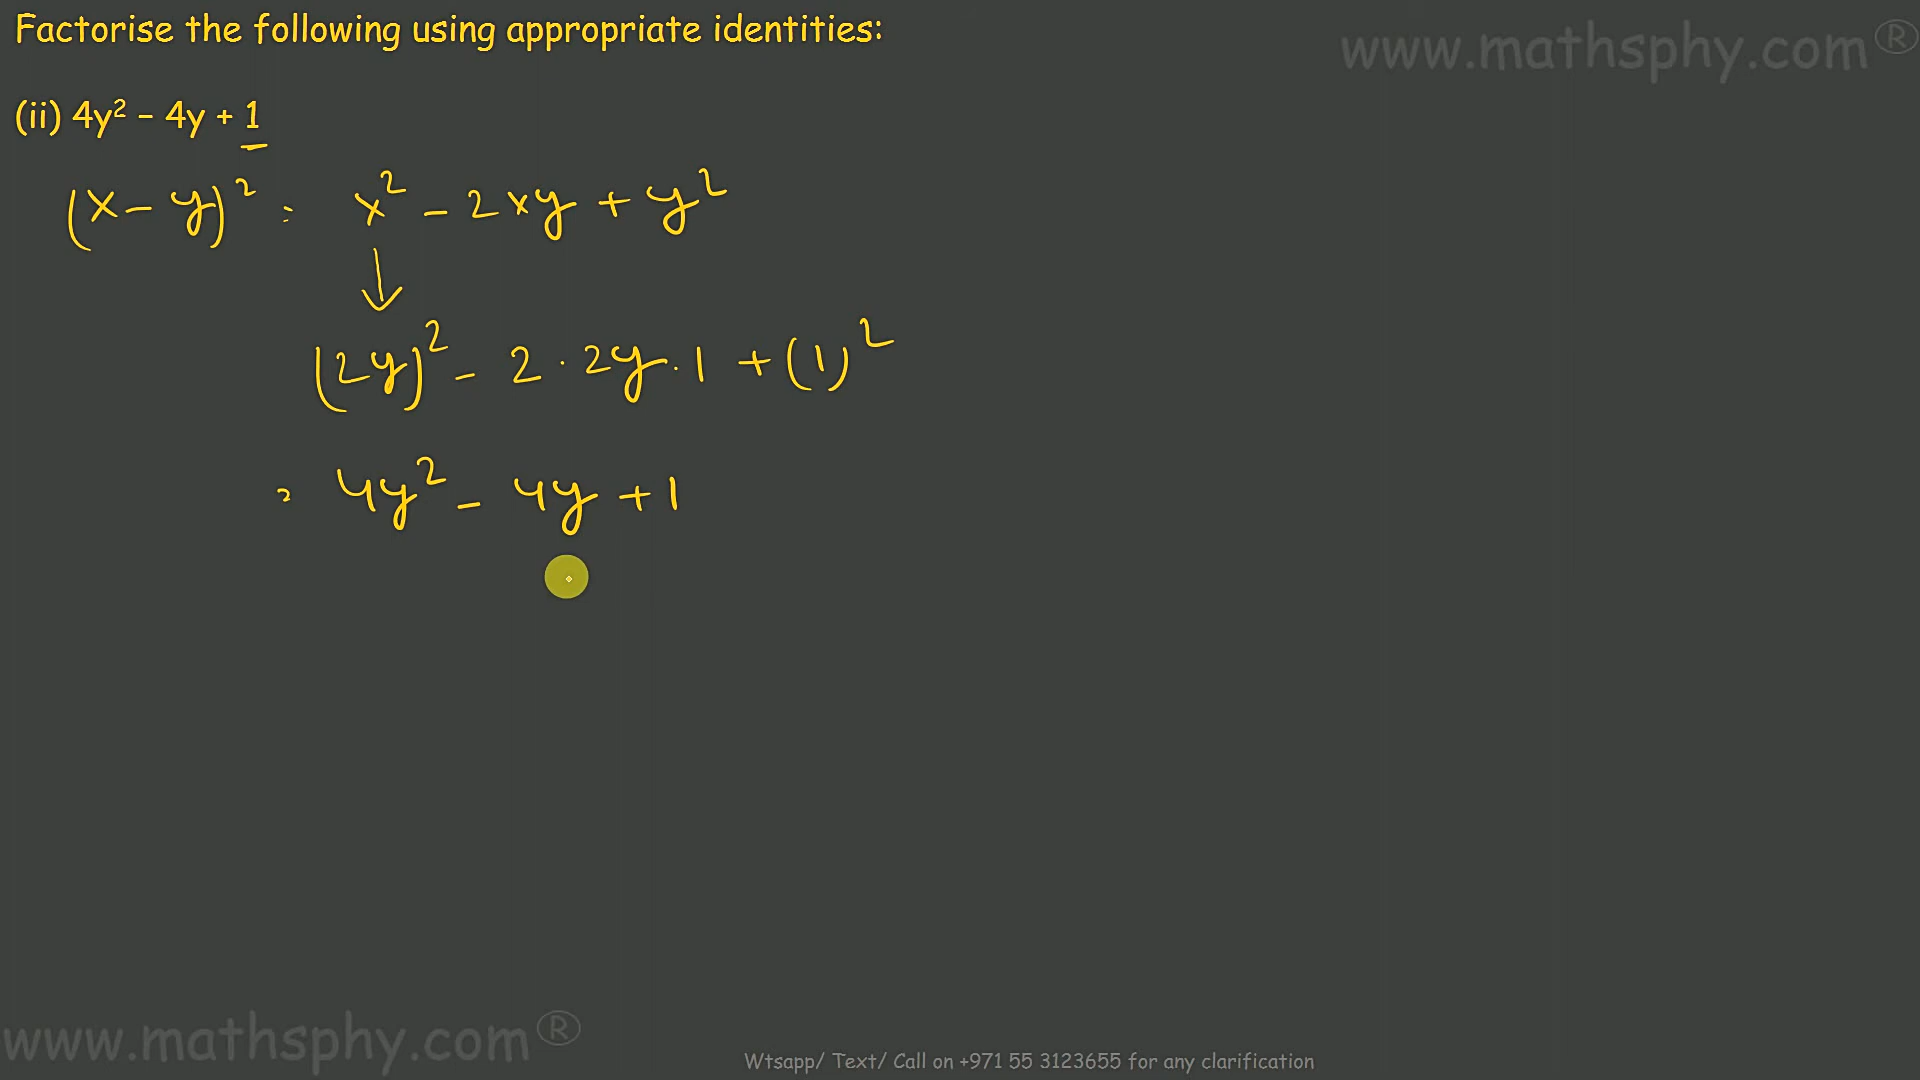 Factorise the following using appropriate identities:
www.mathsphy.com®
(ii) 4y² – 4y + 1
(x - y)² = x² - 2xy + y²
↓
(2y)² - 2 · 2y · 1 + (1)²
= 4y² - 4y + 1
www.mathsphy.com®
Wtsapp/ Text/ Call on +971 55 3123655 for any clarification